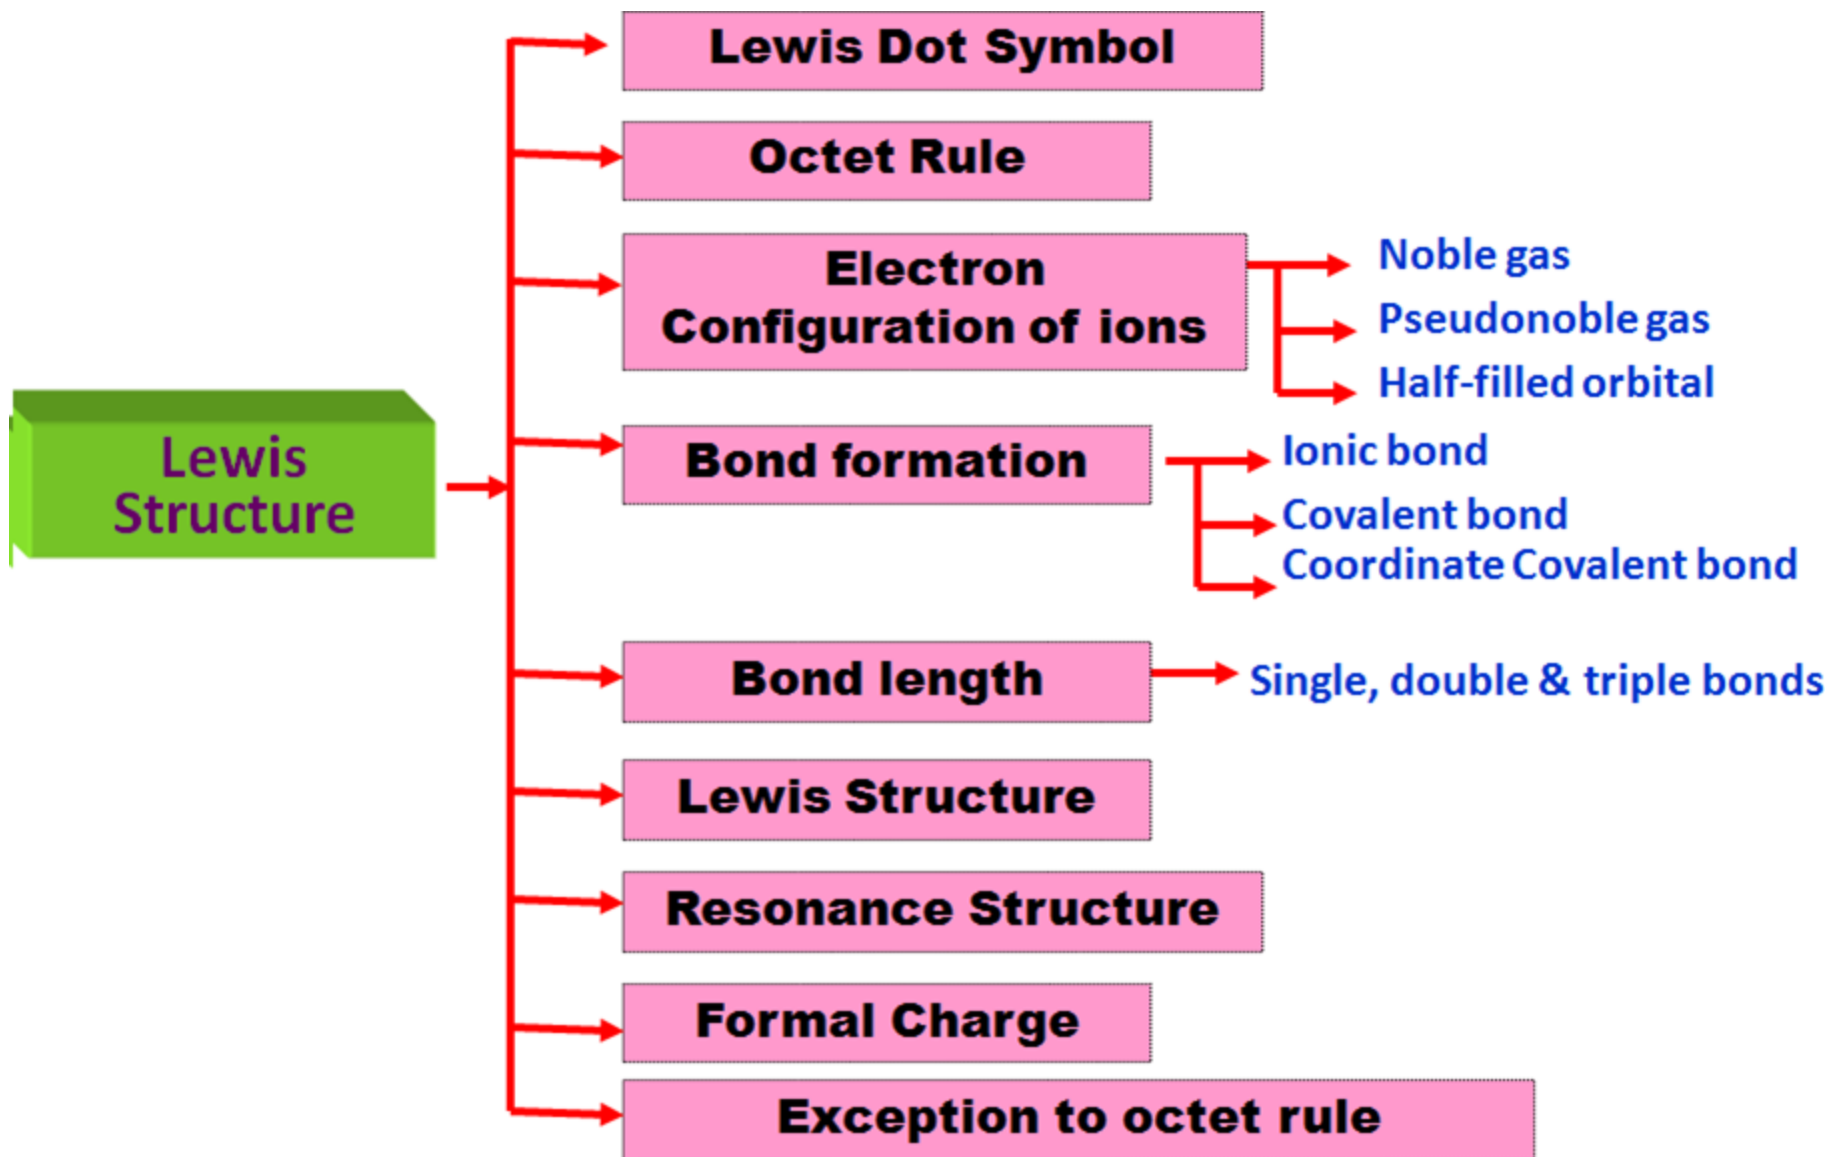 Lewis
Structure
Lewis Dot Symbol
Octet Rule
Electron
Configuration of ions
Noble gas
Pseudonoble gas
Half-filled orbital
Bond formation
Ionic bond
Covalent bond
Coordinate Covalent bond
Bond length
Single, double & triple bonds
Lewis Structure
Resonance Structure
Formal Charge
Exception to octet rule